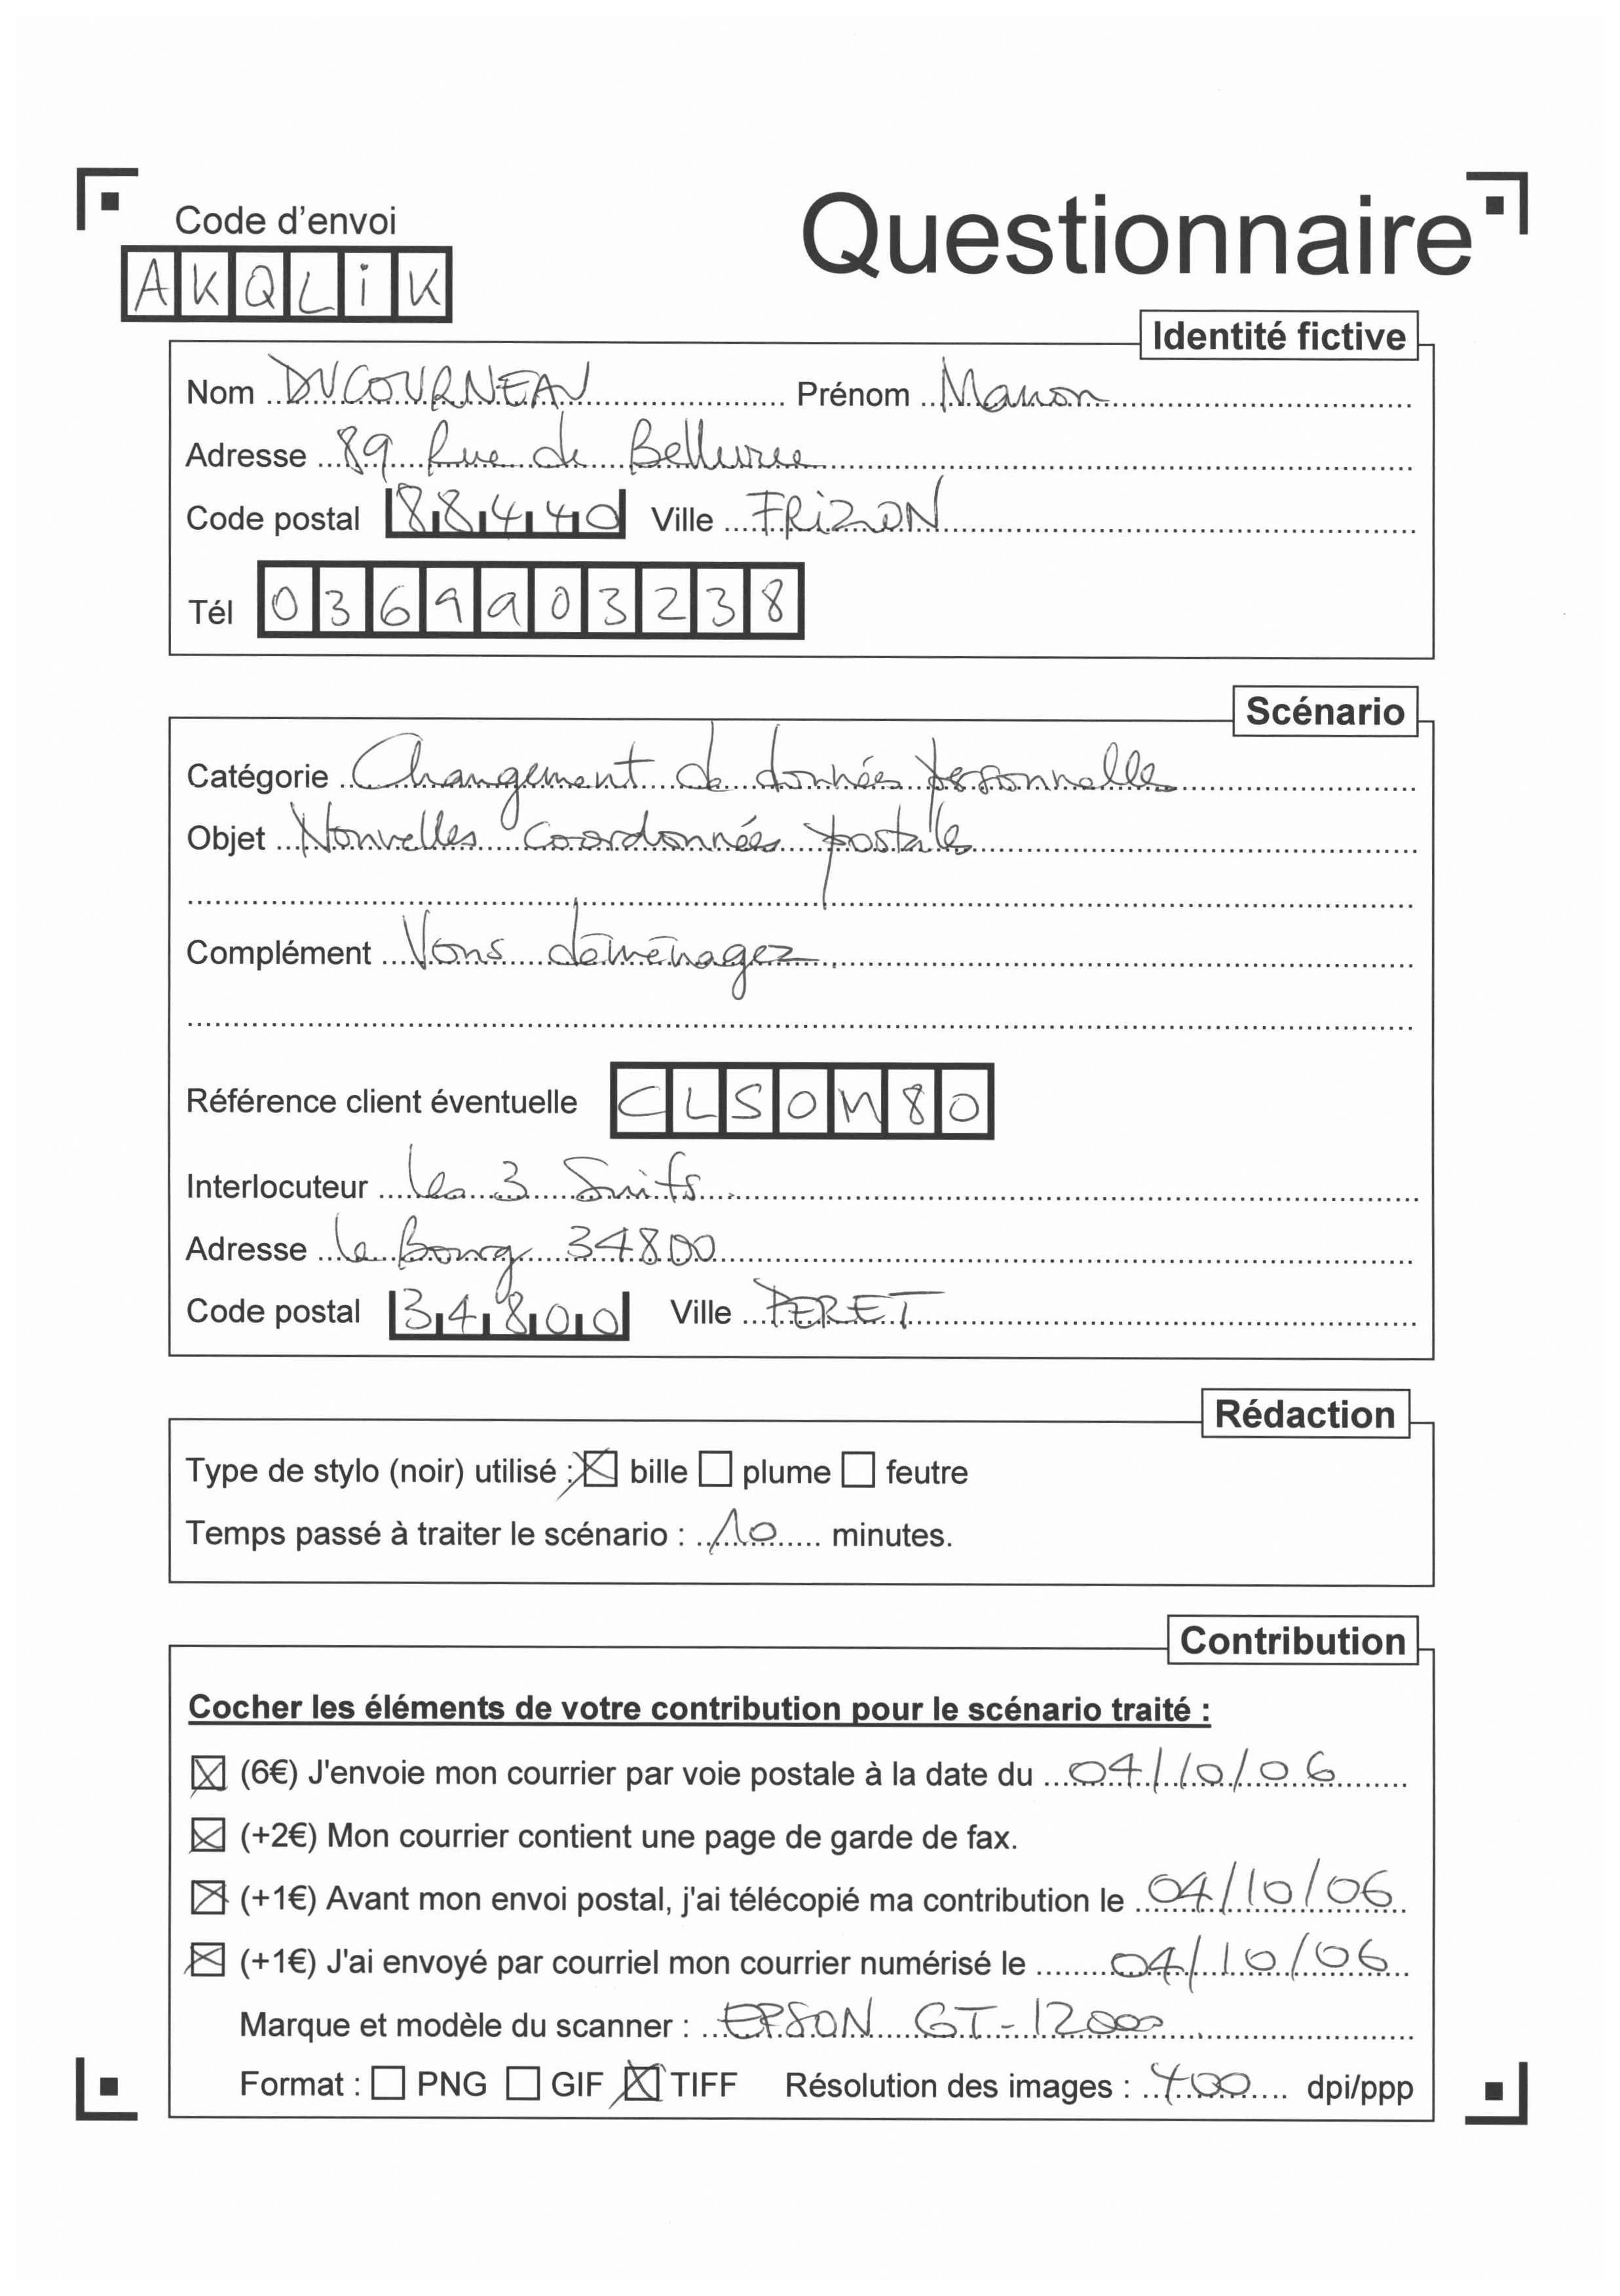 Code d'envoi
Questionnaire
AKQLiK
Identité fictive
Nom DUCOURNEAU Prénom Manon
Adresse 89 Rue de Bellevue
Code postal 88440 Ville FRiZON
Tél 0369903238
Scénario
Catégorie Changement de données personnelles
Objet Nouvelles coordonnées postales
Complément Vous déménagez.
Référence client éventuelle CLSOM80
Interlocuteur Les 3 Suifs
Adresse Le Bourg 34800
Code postal 34800 Ville PERET
Rédaction
Type de stylo (noir) utilisé : ☒ bille ☐ plume ☐ feutre
Temps passé à traiter le scénario : 10 minutes.
Contribution
Cocher les éléments de votre contribution pour le scénario traité :
☒ (6€) J'envoie mon courrier par voie postale à la date du 04/10/06
☒ (+2€) Mon courrier contient une page de garde de fax.
☒ (+1€) Avant mon envoi postal, j'ai télécopié ma contribution le 04/10/06
☒ (+1€) J'ai envoyé par courriel mon courrier numérisé le 04/10/06
Marque et modèle du scanner : EPSON GT-12000
Format : ☐ PNG ☐ GIF ☒ TIFF Résolution des images : 400 dpi/ppp